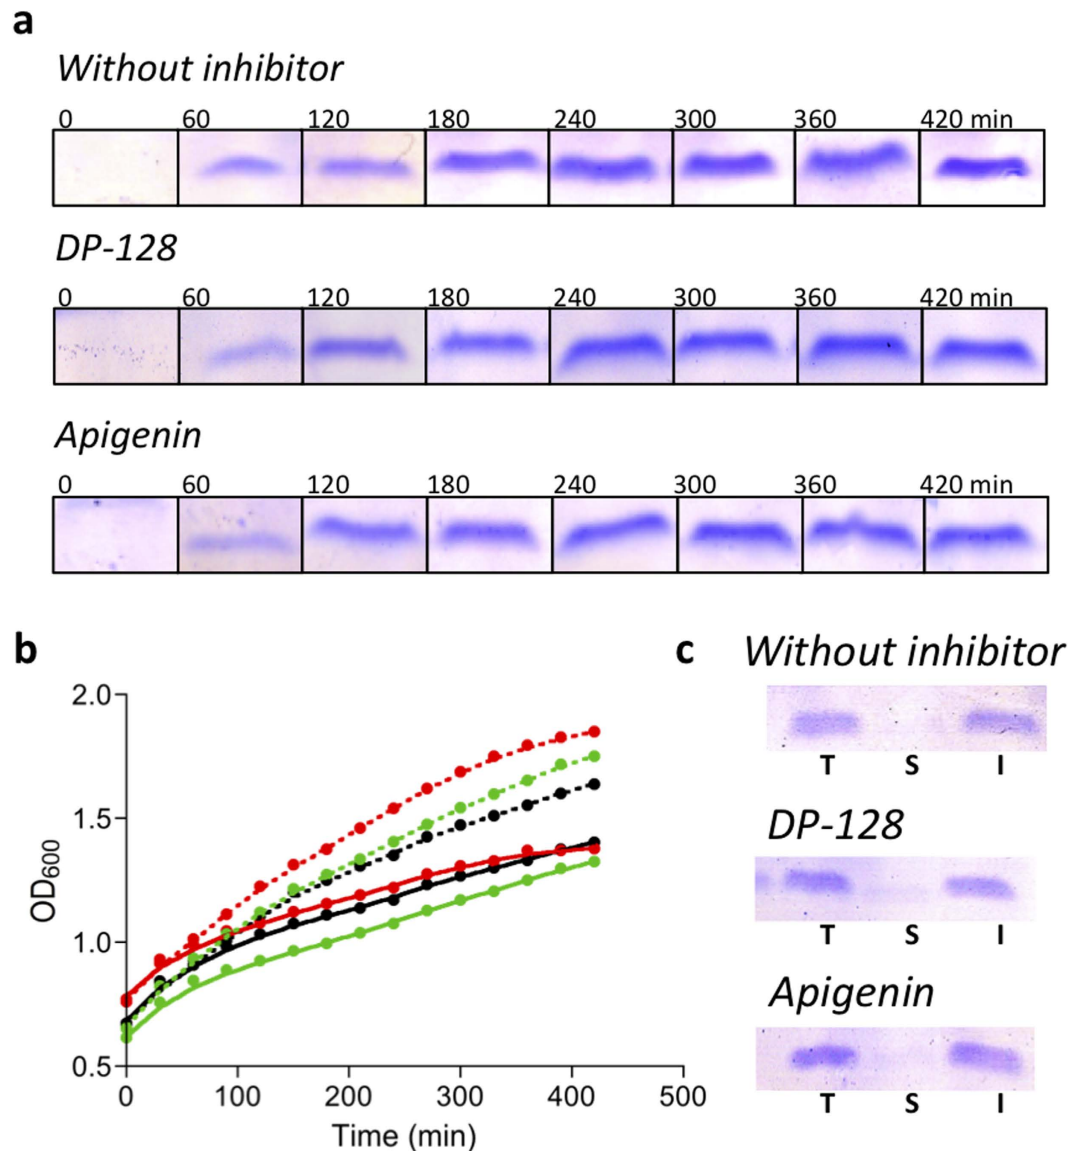 a
Without inhibitor
0 60 120 180 240 300 360 420 min
DP-128
0 60 120 180 240 300 360 420 min
Apigenin
0 60 120 180 240 300 360 420 min
b
2.0
1.5
1.0
0.5
OD600
0 100 200 300 400 500
Time (min)
c
Without inhibitor
T S I
DP-128
T S I
Apigenin
T S I